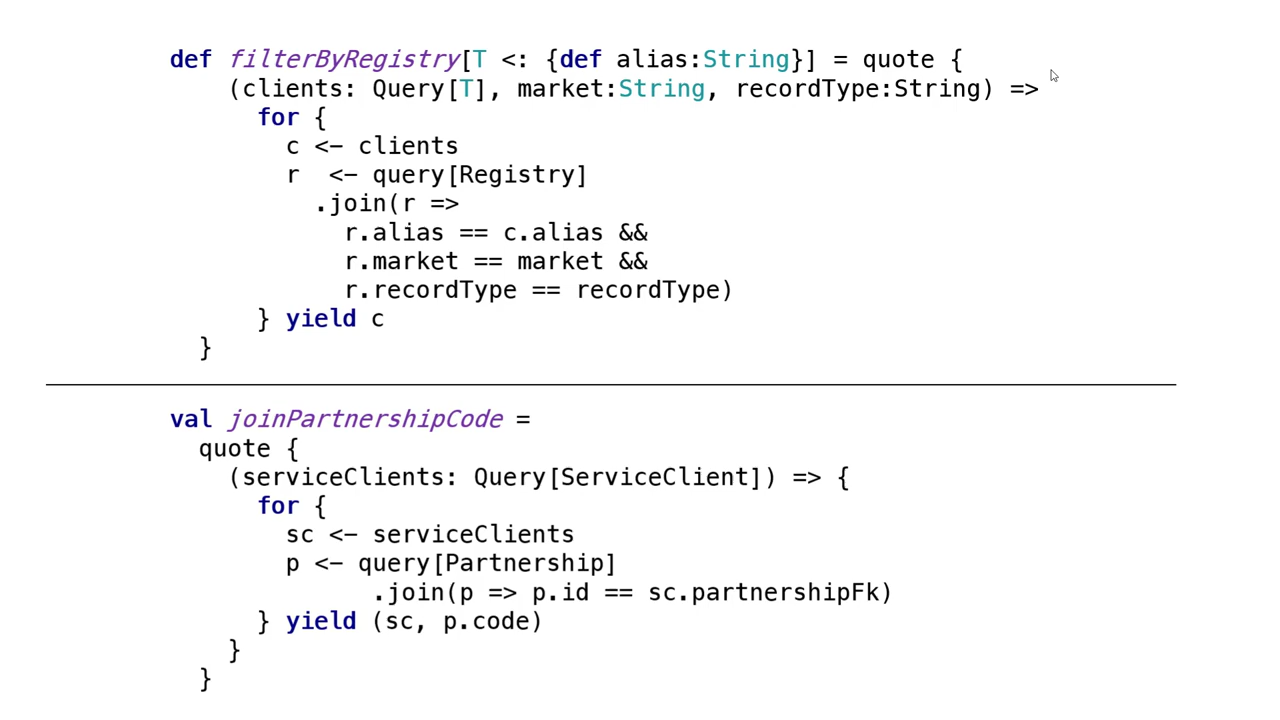 def filterByRegistry[T <: {def alias:String}] = quote {
(clients: Query[T], market:String, recordType:String) =>
for {
c <- clients
r  <- query[Registry]
.join(r =>
r.alias == c.alias &&
r.market == market &&
r.recordType == recordType)
} yield c
}
val joinPartnershipCode =
quote {
(serviceClients: Query[ServiceClient]) => {
for {
sc <- serviceClients
p <- query[Partnership]
.join(p => p.id == sc.partnershipFk)
} yield (sc, p.code)
}
}